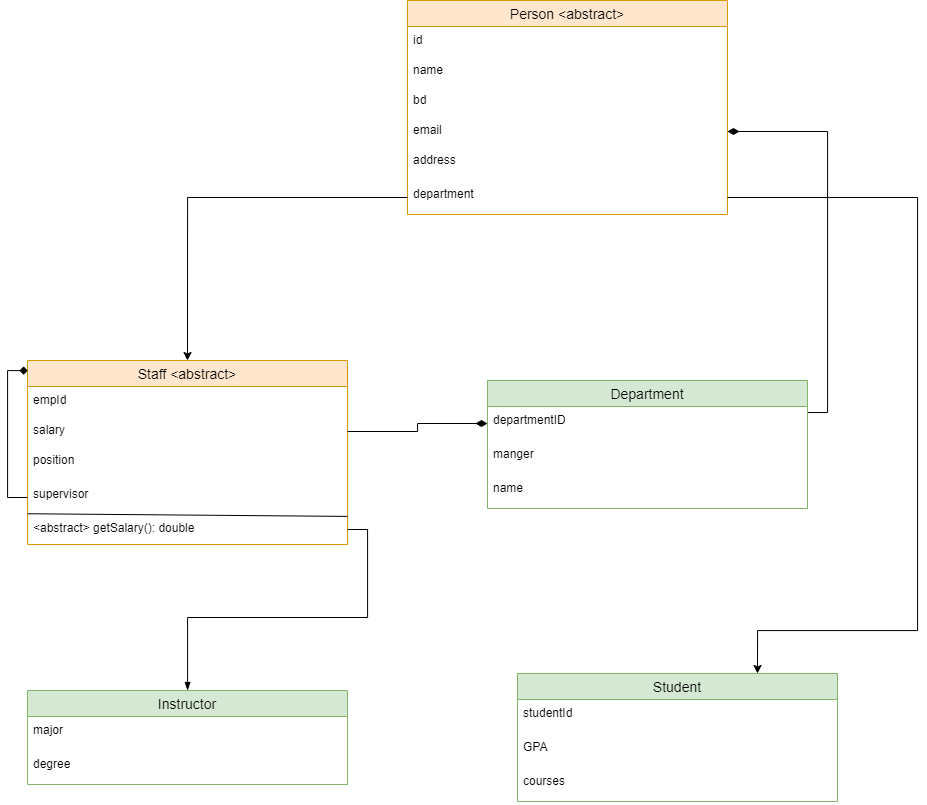 Person <abstract>
id
name
bd
email
address
department
Staff <abstract>
empId
salary
position
supervisor
<abstract> getSalary(): double
Department
departmentID
manger
name
Instructor
major
degree
Student
studentId
GPA
courses